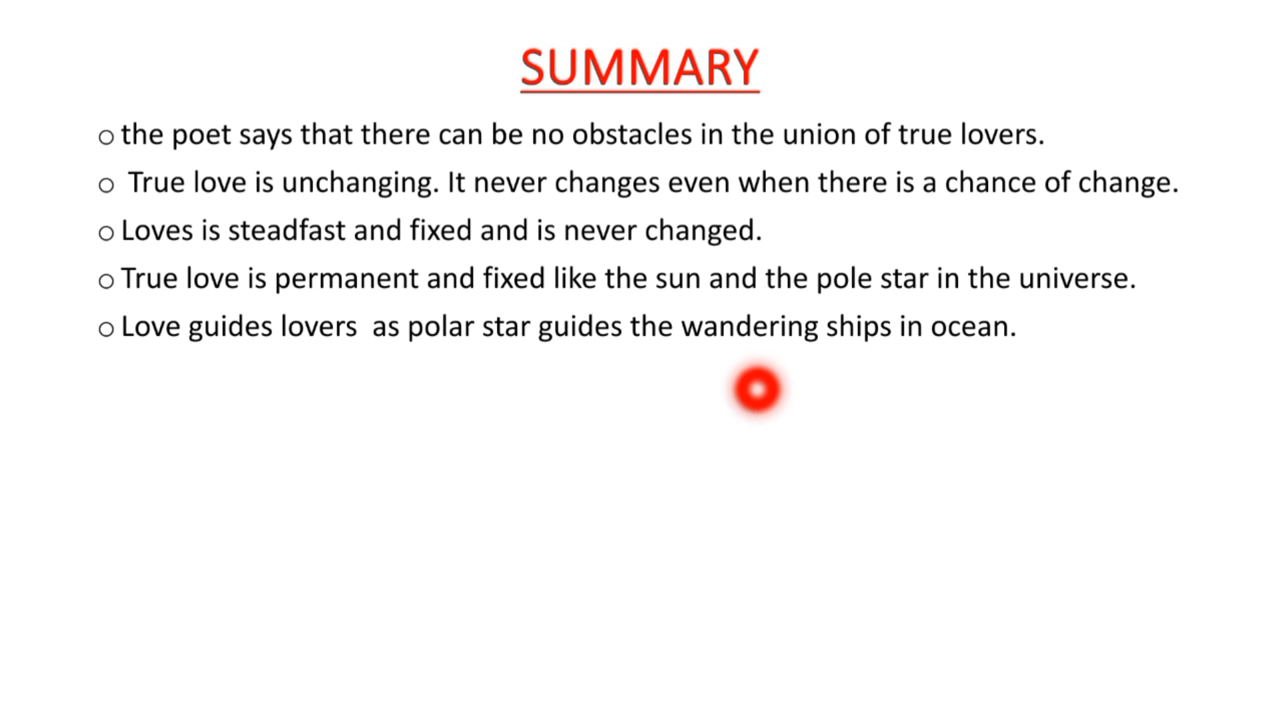 SUMMARY
o the poet says that there can be no obstacles in the union of true lovers.
o True love is unchanging. It never changes even when there is a chance of change.
o Loves is steadfast and fixed and is never changed.
o True love is permanent and fixed like the sun and the pole star in the universe.
o Love guides lovers as polar star guides the wandering ships in ocean.